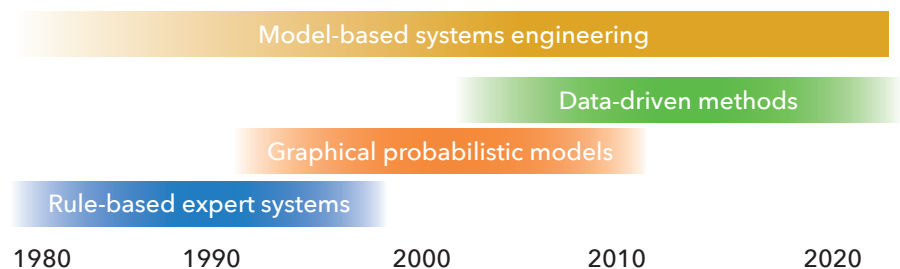 Model-based systems engineering
Data-driven methods
Graphical probabilistic models
Rule-based expert systems
1980 1990 2000 2010 2020